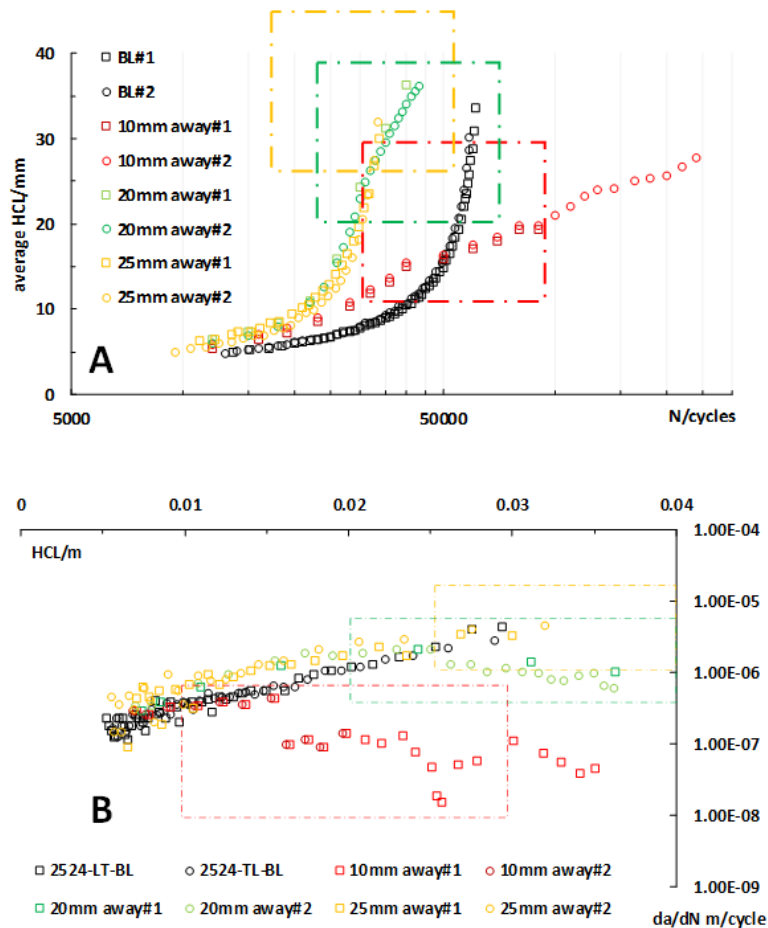 40
30
20
10
0
average HCL/mm
BL#1
BL#2
10mm away#1
10mm away#2
20mm away#1
20mm away#2
25mm away#1
25mm away#2
A
5000 50000 N/cycles
0 0.01 0.02 0.03 0.04
HCL/m
1.00E-04
1.00E-05
1.00E-06
1.00E-07
1.00E-08
1.00E-09
B
2524-LT-BL 2524-TL-BL 10mm away#1 10mm away#2
20mm away#1 20mm away#2 25mm away#1 25mm away#2
da/dN m/cycle